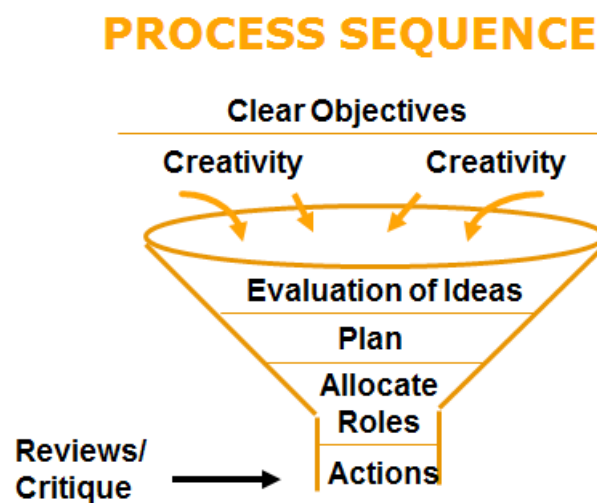 PROCESS SEQUENCE
Clear Objectives
Creativity Creativity
Evaluation of Ideas
Plan
Allocate
Roles
Actions
Reviews/
Critique